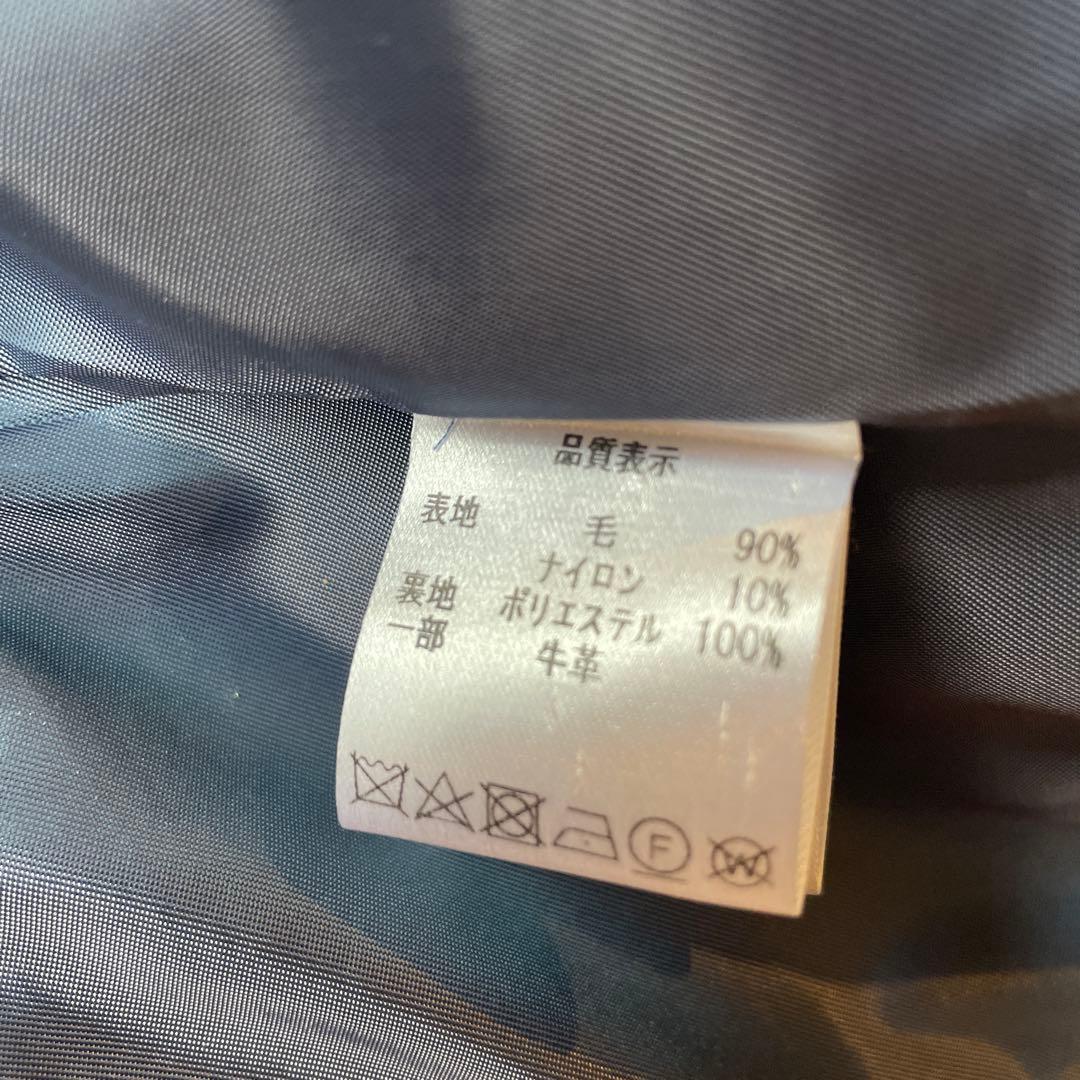 品質表示
表地 毛 90%
ナイロン 10%
裏地 ポリエステル 100%
一部 牛革
F W